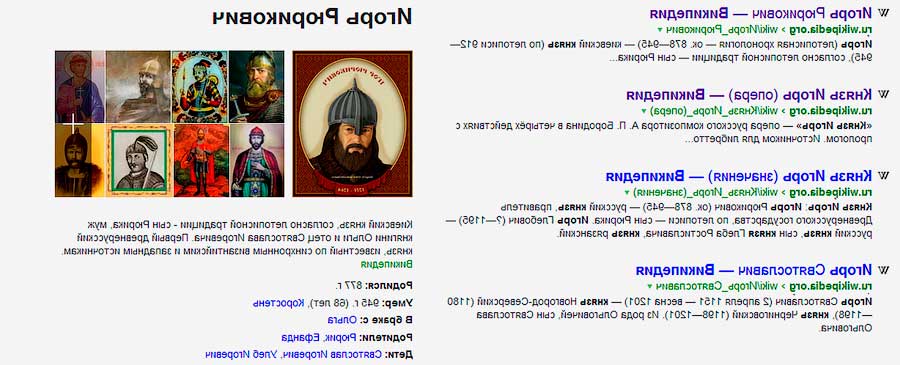 Игорь Рюрикович — Википедия
ru.wikipedia.org › wiki/Игорь_Рюрикович
Игорь (летописная хронология — ок. 878—945) — киевский князь (по летописи 912—
945), согласно летописной традиции — сын Рюрика...
Князь Игорь (опера) — Википедия
ru.wikipedia.org › wiki/Князь_Игорь_(опера)
«Князь Игорь» — опера русского композитора А. П. Бородина в четырёх действиях с
прологом. Источником для либретто...
Князь Игорь (значения) — Википедия
ru.wikipedia.org › wiki/Князь_Игорь_(значения)
Князь Игорь: Игорь Рюрикович (ок. 878—945) — русский князь, правитель
Древнерусского государства, по летописи — сын Рюрика. Игорь Глебович (?—1195) —
русский князь, сын князя Глеба Ростиславича, князь рязанский.
Игорь Святославич — Википедия
ru.wikipedia.org › wiki/Игорь_Святославич
Игорь Святославич (2 апреля 1151 — весна 1201) — князь Новгород-Северский (1180
—1198), князь Черниговский (1198—1201). Из рода Ольговичей, сын Святослава
Ольговича.
Игорь Рюрикович
ІГОР РЮРИКОВИЧ
Киевский князь, согласно летописной традиции - сын Рюрика, муж
княгини Ольги и отец Святослава Игоревича. Первый древнерусский
князь, известный по синхронным византийским и западным источникам.
Википедия
Родился: 877 г.
Умер: 945 г. (68 лет), Коростень
В браке с: Ольга
Родители: Рюрик, Ефанда
Дети: Святослав Игоревич, Улеб Игоревич